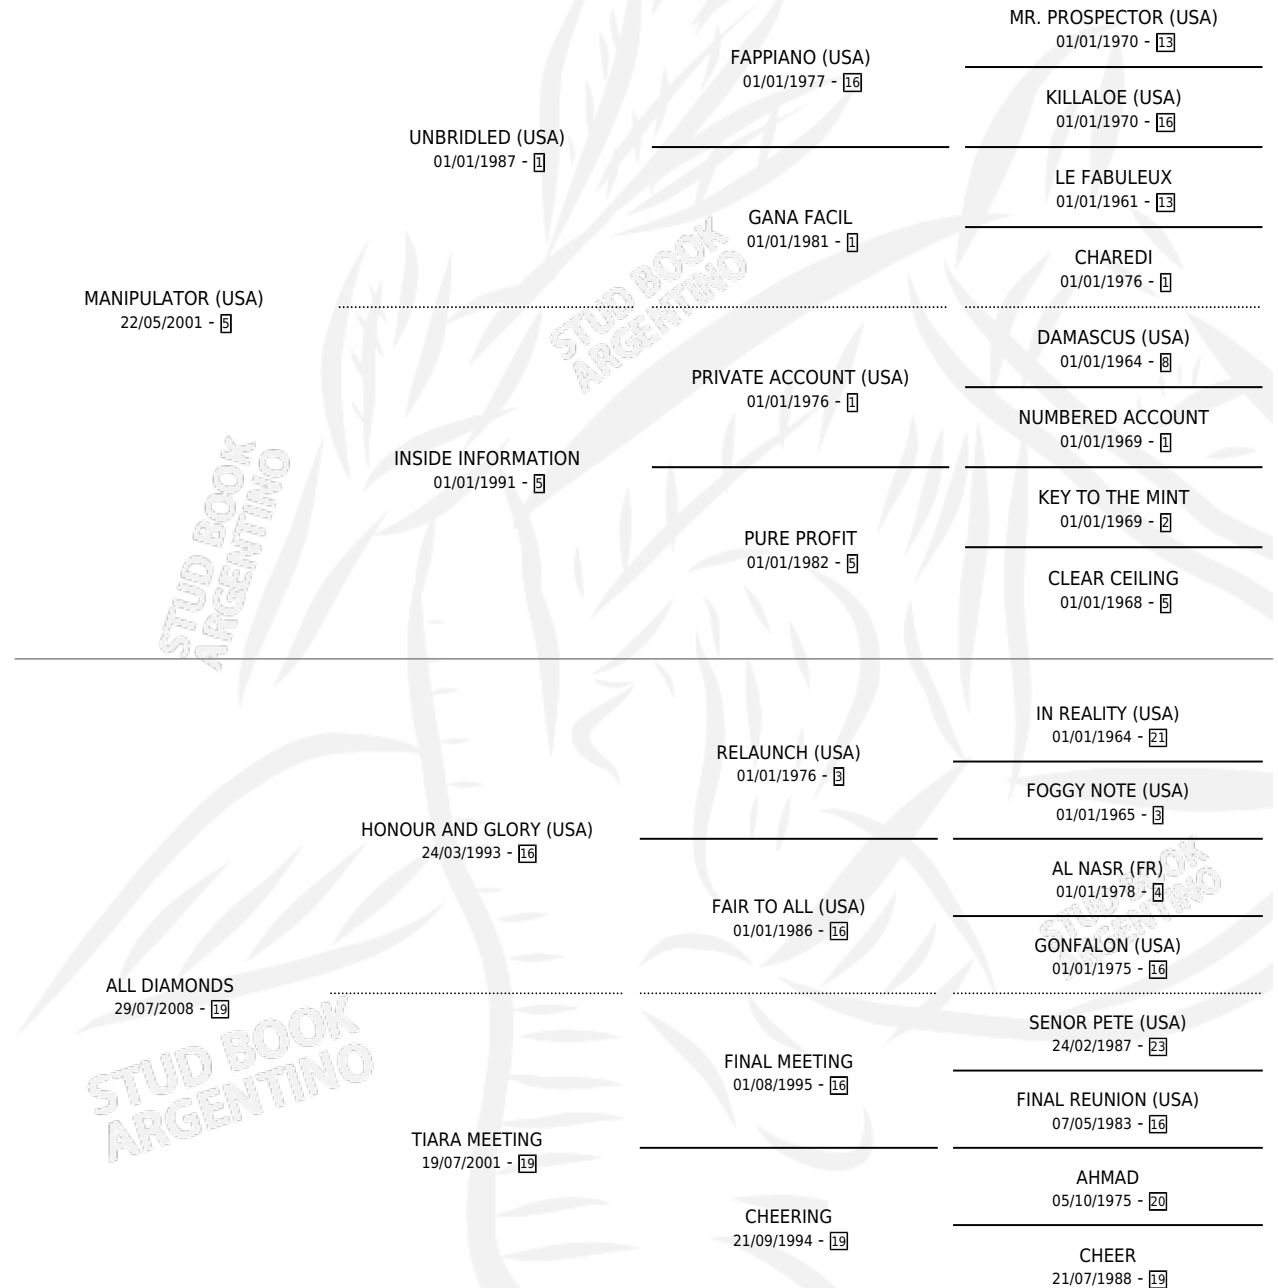 MR. PROSPECTOR (USA)
01/01/1970 - 13
FAPPIANO (USA)
01/01/1977 - 16
KILLALOE (USA)
01/01/1970 - 16
UNBRIDLED (USA)
01/01/1987 - 1
LE FABULEUX
01/01/1961 - 13
GANA FACIL
01/01/1981 - 1
CHAREDI
01/01/1976 - 1
MANIPULATOR (USA)
22/05/2001 - 5
DAMASCUS (USA)
01/01/1964 - 8
PRIVATE ACCOUNT (USA)
01/01/1976 - 1
NUMBERED ACCOUNT
01/01/1969 - 1
INSIDE INFORMATION
01/01/1991 - 5
KEY TO THE MINT
01/01/1969 - 2
PURE PROFIT
01/01/1982 - 5
CLEAR CEILING
01/01/1968 - 5
IN REALITY (USA)
01/01/1964 - 21
RELAUNCH (USA)
01/01/1976 - 3
FOGGY NOTE (USA)
01/01/1965 - 3
HONOUR AND GLORY (USA)
24/03/1993 - 16
AL NASR (FR)
01/01/1978 - 4
FAIR TO ALL (USA)
01/01/1986 - 16
GONFALON (USA)
01/01/1975 - 16
ALL DIAMONDS
29/07/2008 - 19
SENOR PETE (USA)
24/02/1987 - 23
FINAL MEETING
01/08/1995 - 16
FINAL REUNION (USA)
07/05/1983 - 16
TIARA MEETING
19/07/2001 - 19
AHMAD
05/10/1975 - 20
CHEERING
21/09/1994 - 19
CHEER
21/07/1988 - 19
STUD BOOK
ARGENTINO
STUD BOOK
ARGENTINO
STUD BOOK
ARGENTINO
STUD BOOK
ARGENTINO